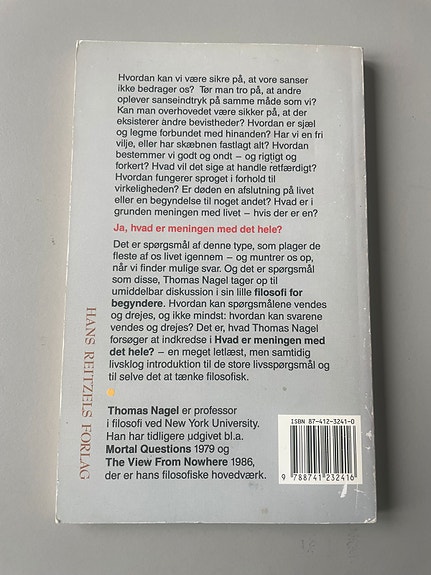 Hvordan kan vi være sikre på, at vore sanser
ikke bedrager os? Tør man tro på, at andre
oplever sanseindtryk på samme måde som vi?
Kan man overhovedet være sikker på, at der
eksisterer andre bevistheder? Hvordan er sjæl
og legme forbundet med hinanden? Har vi en fri
vilje, eller har skæbnen fastlagt alt? Hvordan
bestemmer vi godt og ondt – og rigtigt og
forkert? Hvad vil det sige at handle retfærdigt?
Hvordan fungerer sproget i forhold til
virkeligheden? Er døden en afslutning på livet
eller en begyndelse til noget andet? Hvad er i
grunden meningen med livet – hvis der er en?
Ja, hvad er meningen med det hele?
Det er spørgsmål af denne type, som plager de
fleste af os livet igennem – og muntrer os op,
når vi finder mulige svar. Og det er spørgsmål
som disse, Thomas Nagel tager op til
umiddelbar diskussion i sin lille filosofi for
begyndere. Hvordan kan spørgsmålene vendes
og drejes, og ikke mindst: hvordan kan svarene
vendes og drejes? Det er, hvad Thomas Nagel
forsøger at indkredse i Hvad er meningen med
det hele? – en meget letlæst, men samtidig
livsklog introduktion til de store livsspørgsmål og
til selve det at tænke filosofisk.
Thomas Nagel er professor
i filosofi ved New York University.
Han har tidligere udgivet bl.a.
Mortal Questions 1979 og
The View From Nowhere 1986,
der er hans filosofiske hovedværk.
HANS REITZELS FORLAG
ISBN 87-412-3241-0
9 788741 232416